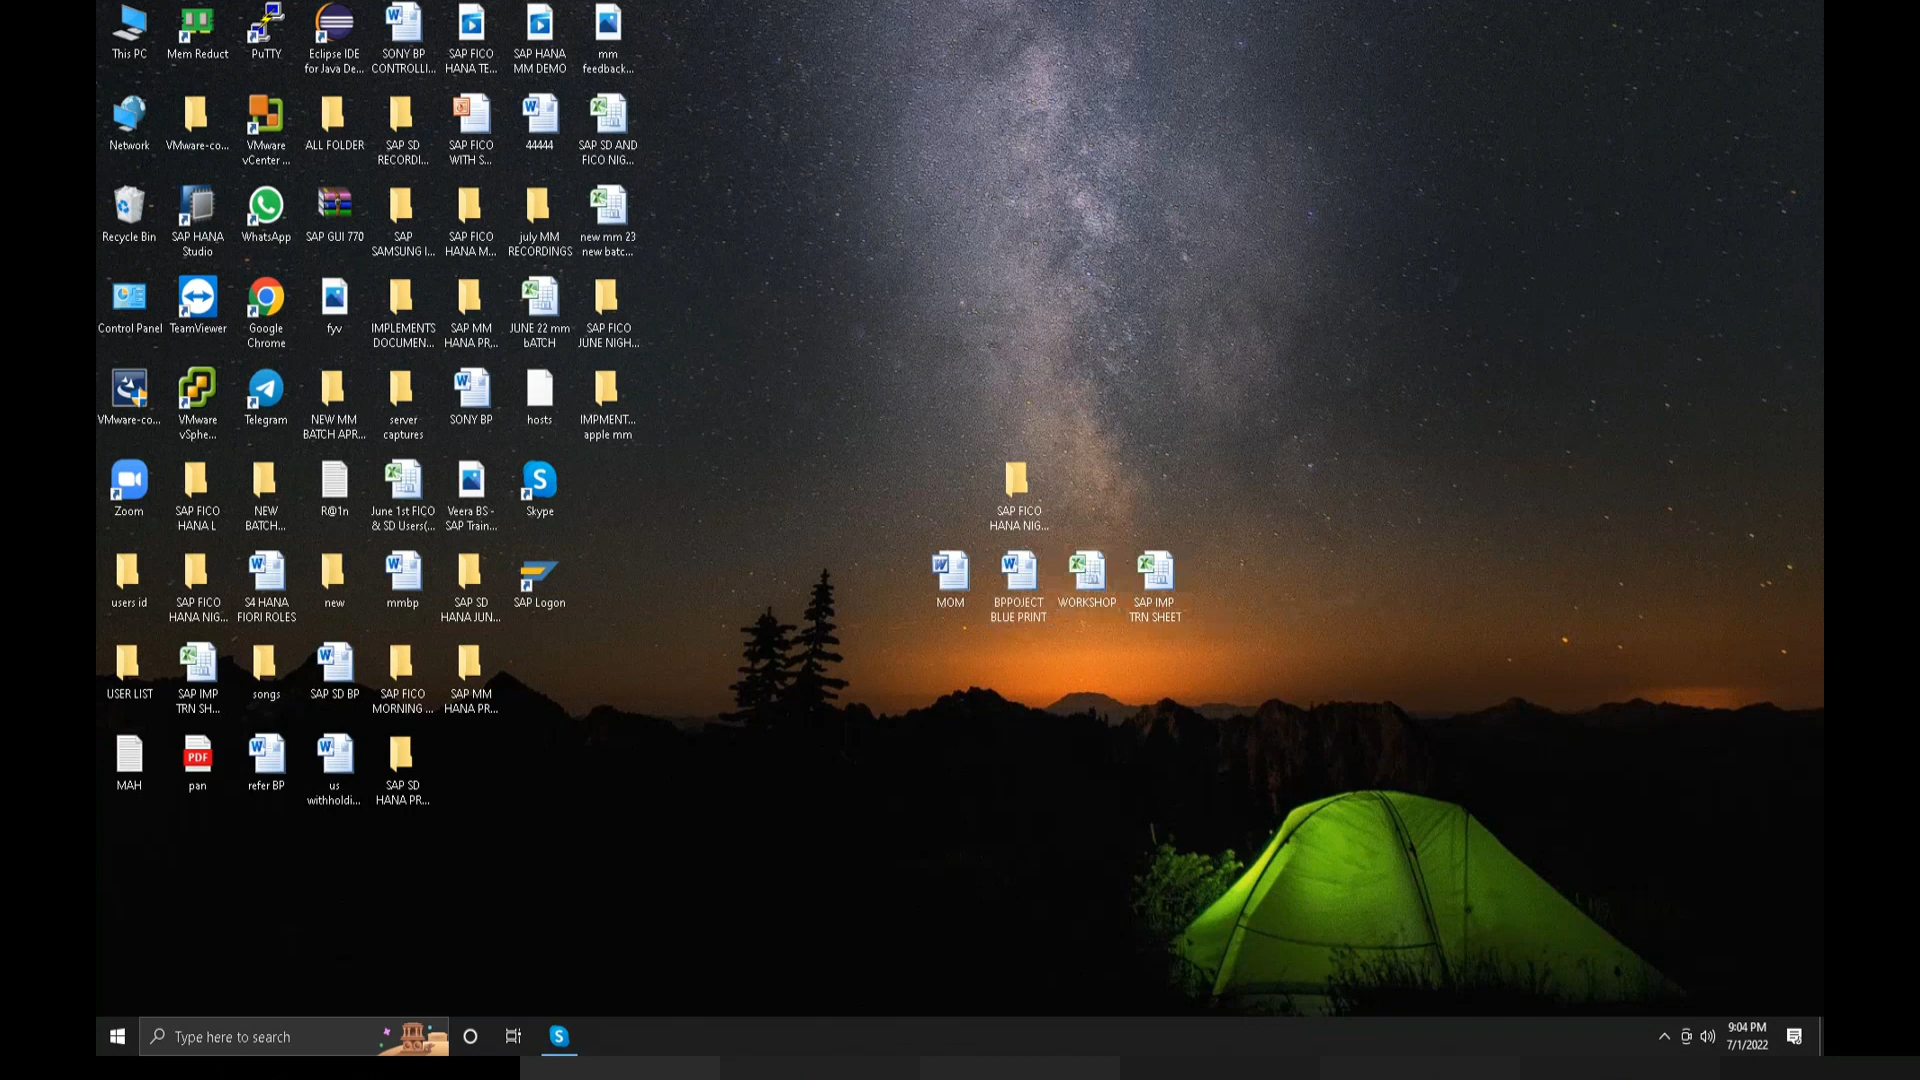 This PC
Mem Reduct
PuTTY
Eclipse IDE
for Java De...
SONY BP
CONTROLLI...
SAP FICO
HANA TE...
SAP HANA
MM DEMO
mm
feedback...
Network
VMware-co...
VMware
vCenter ...
ALL FOLDER
SAP SD
RECORDI...
SAP FICO
WITH S...
44444
SAP SD AND
FICO NIG...
Recycle Bin
SAP HANA
Studio
WhatsApp
SAP GUI 770
SAP
SAMSUNG I...
SAP FICO
HANA M...
july MM
RECORDINGS
new mm 23
new batc...
Control Panel
TeamViewer
Google
Chrome
fyv
IMPLEMENTS
DOCUMEN...
SAP MM
HANA PR...
JUNE 22 mm
bATCH
SAP FICO
JUNE NIGH...
VMware-co...
VMware
vSphe...
Telegram
NEW MM
BATCH APR...
server
captures
SONY BP
hosts
IMPMENT...
apple mm
Zoom
SAP FICO
HANA L
NEW
BATCH...
R@1n
June 1st FICO
& SD Users(...
Veera BS -
SAP Train...
Skype
SAP FICO
HANA NIG...
users id
SAP FICO
HANA NIG...
S4 HANA
FIORI ROLES
new
mmbp
SAP SD
HANA JUN...
SAP Logon
MOM
BPPOJECT
BLUE PRINT
WORKSHOP
SAP IMP
TRN SHEET
USER LIST
SAP IMP
TRN SH...
songs
SAP SD BP
SAP FICO
MORNING ...
SAP MM
HANA PR...
MAH
PDF
pan
refer BP
us
withholdi...
SAP SD
HANA PR...
Type here to search
9:04 PM
7/1/2022